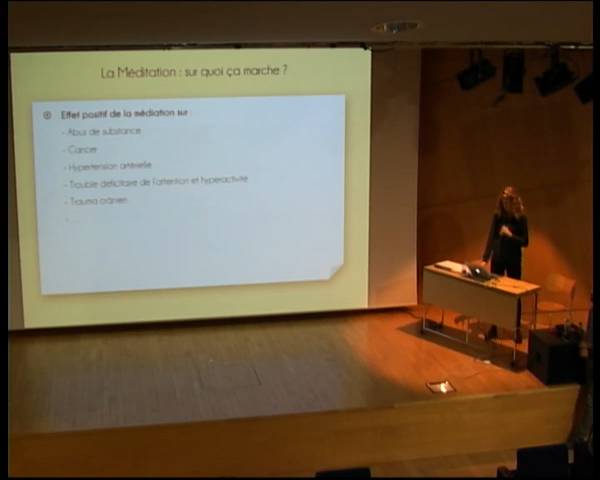 La Méditation : sur quoi ça marche ?
Effet positif de la médiation sur
- Abus de substance
- Cancer
- Hypertension artérielle
- Trouble déficitaire de l'attention et hyperactivité
- Trauma crânien
- ...